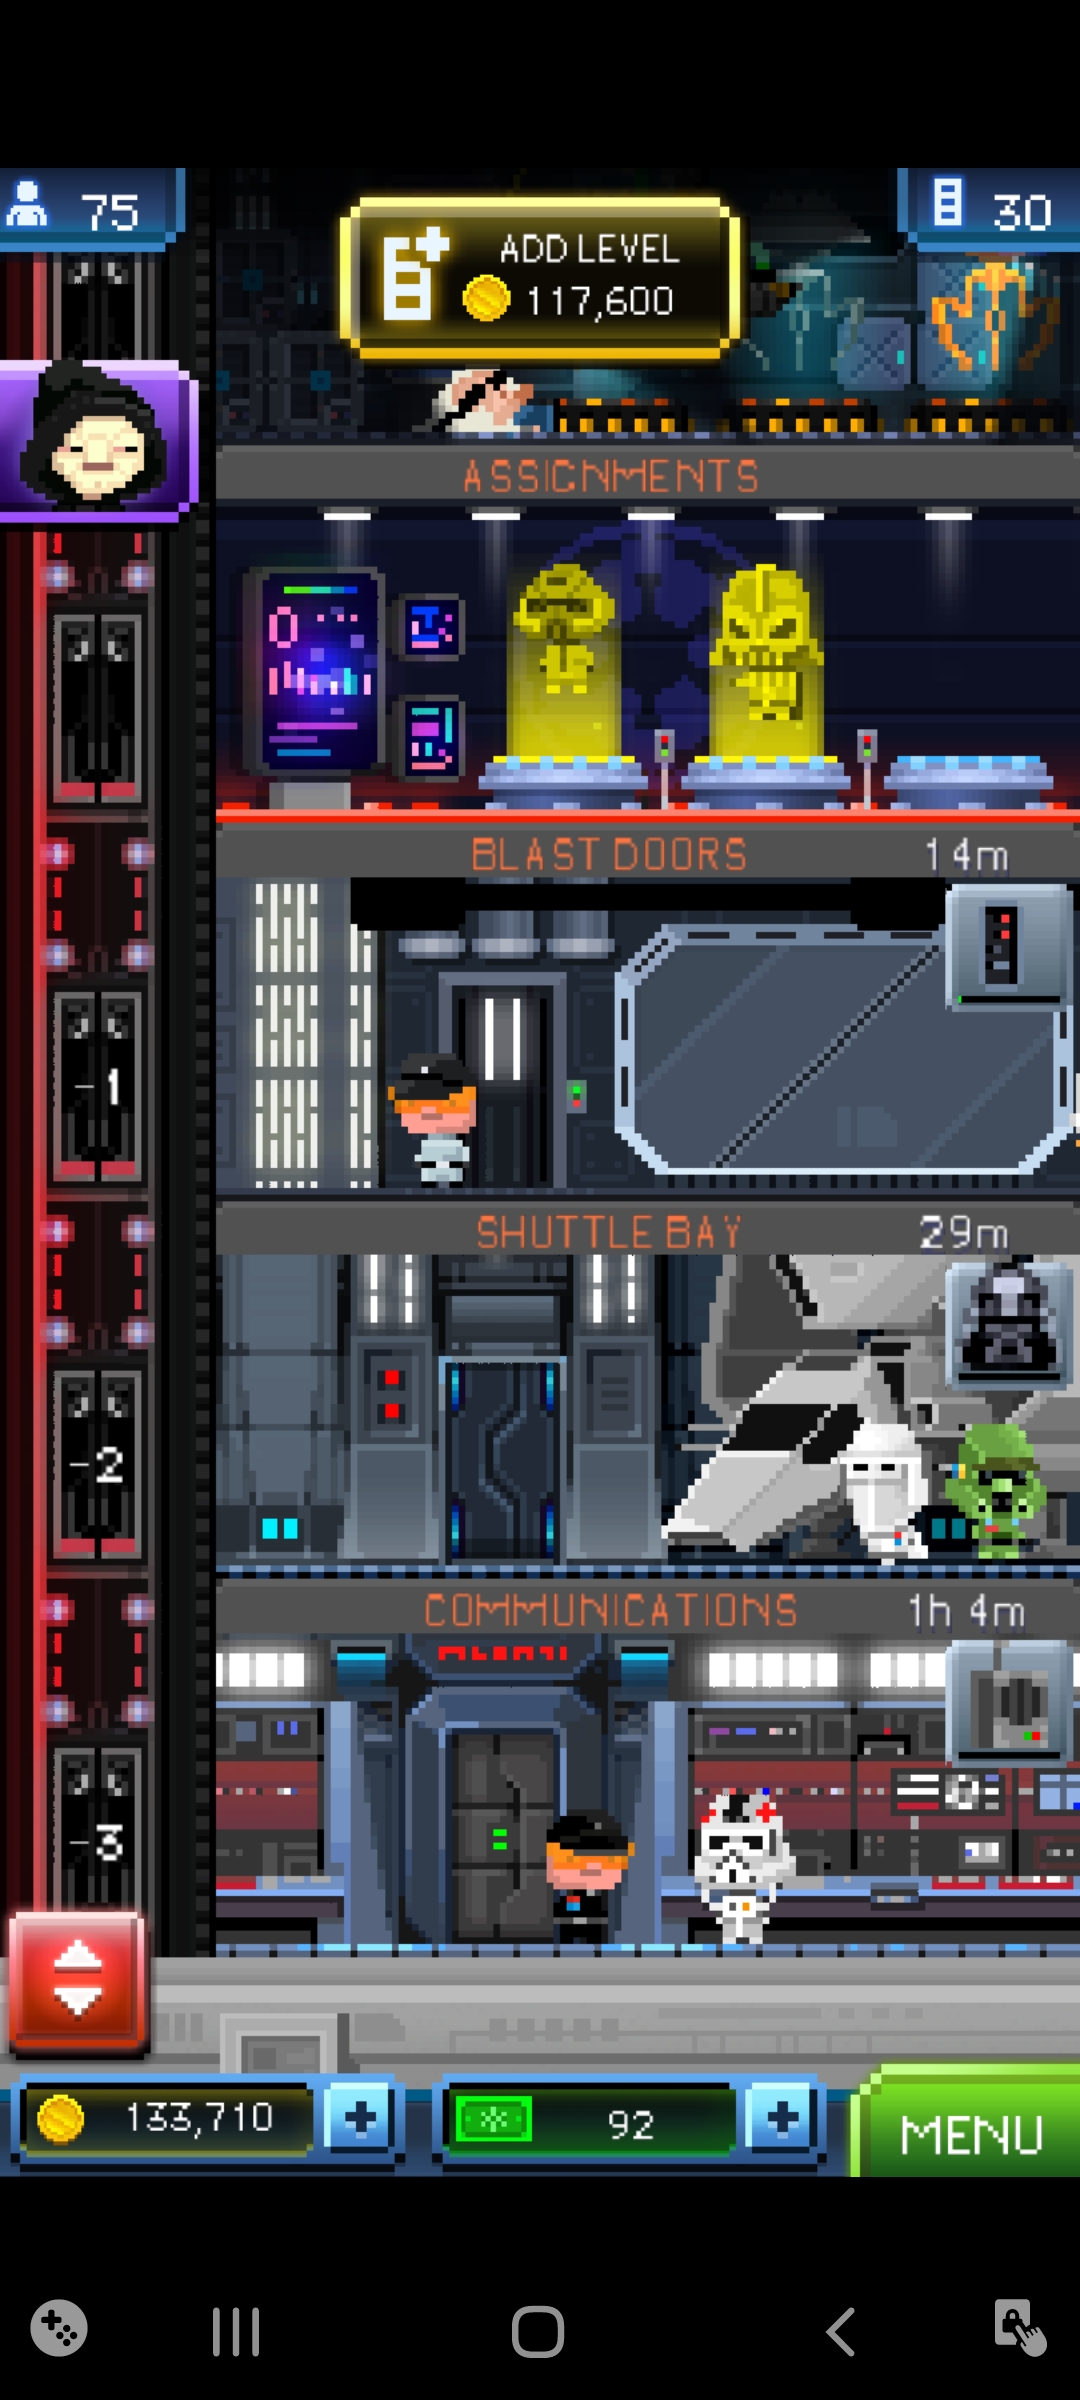 75
ADD LEVEL
117,600
30
ASSIGNMENTS
BLAST DOORS 14m
-1
SHUTTLE BAY 29m
-2
COMMUNICATIONS 1h 4m
-3
133,710
92
MENU